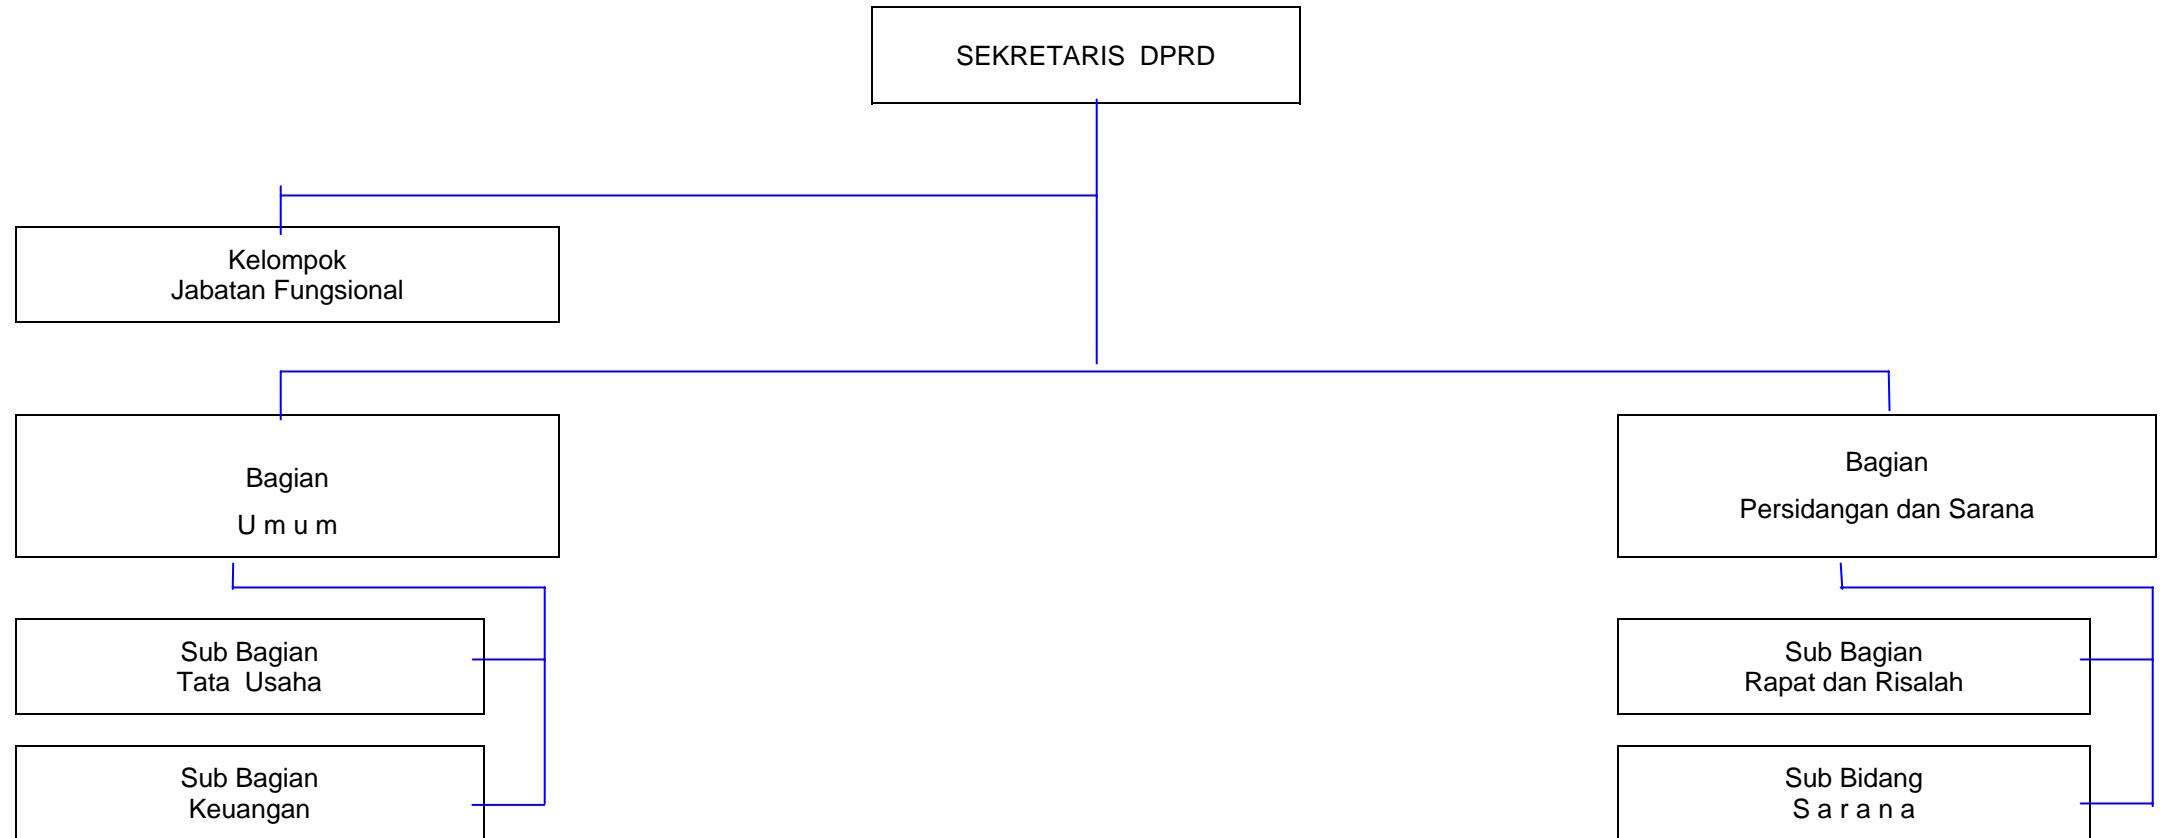 SEKRETARIS  DPRD
Kelompok
Jabatan Fungsional
Bagian
U m u m
Bagian
Persidangan dan Sarana
Sub Bagian
Tata  Usaha
Sub Bagian
Rapat dan Risalah
Sub Bagian
Keuangan
Sub Bidang
S a r a n a